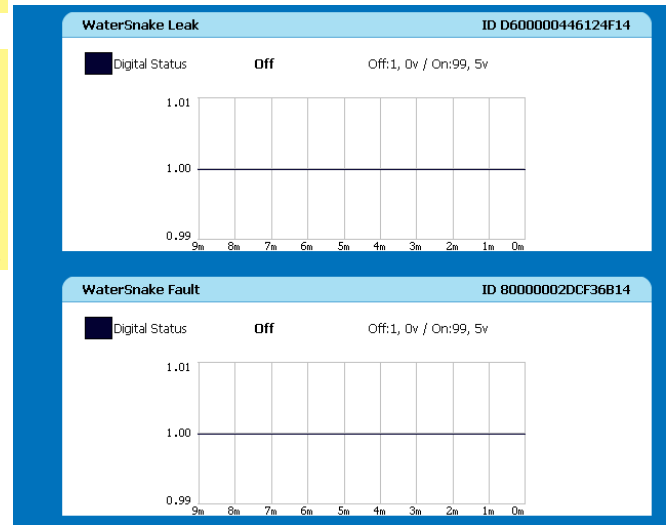 WaterSnake Leak ID D600000446124F14
Digital Status Off Off:1, 0v / On:99, 5v
1.01
1.00
0.99
9m 8m 7m 6m 5m 4m 3m 2m 1m 0m
WaterSnake Fault ID 80000002DCF36B14
Digital Status Off Off:1, 0v / On:99, 5v
1.01
1.00
0.99
9m 8m 7m 6m 5m 4m 3m 2m 1m 0m